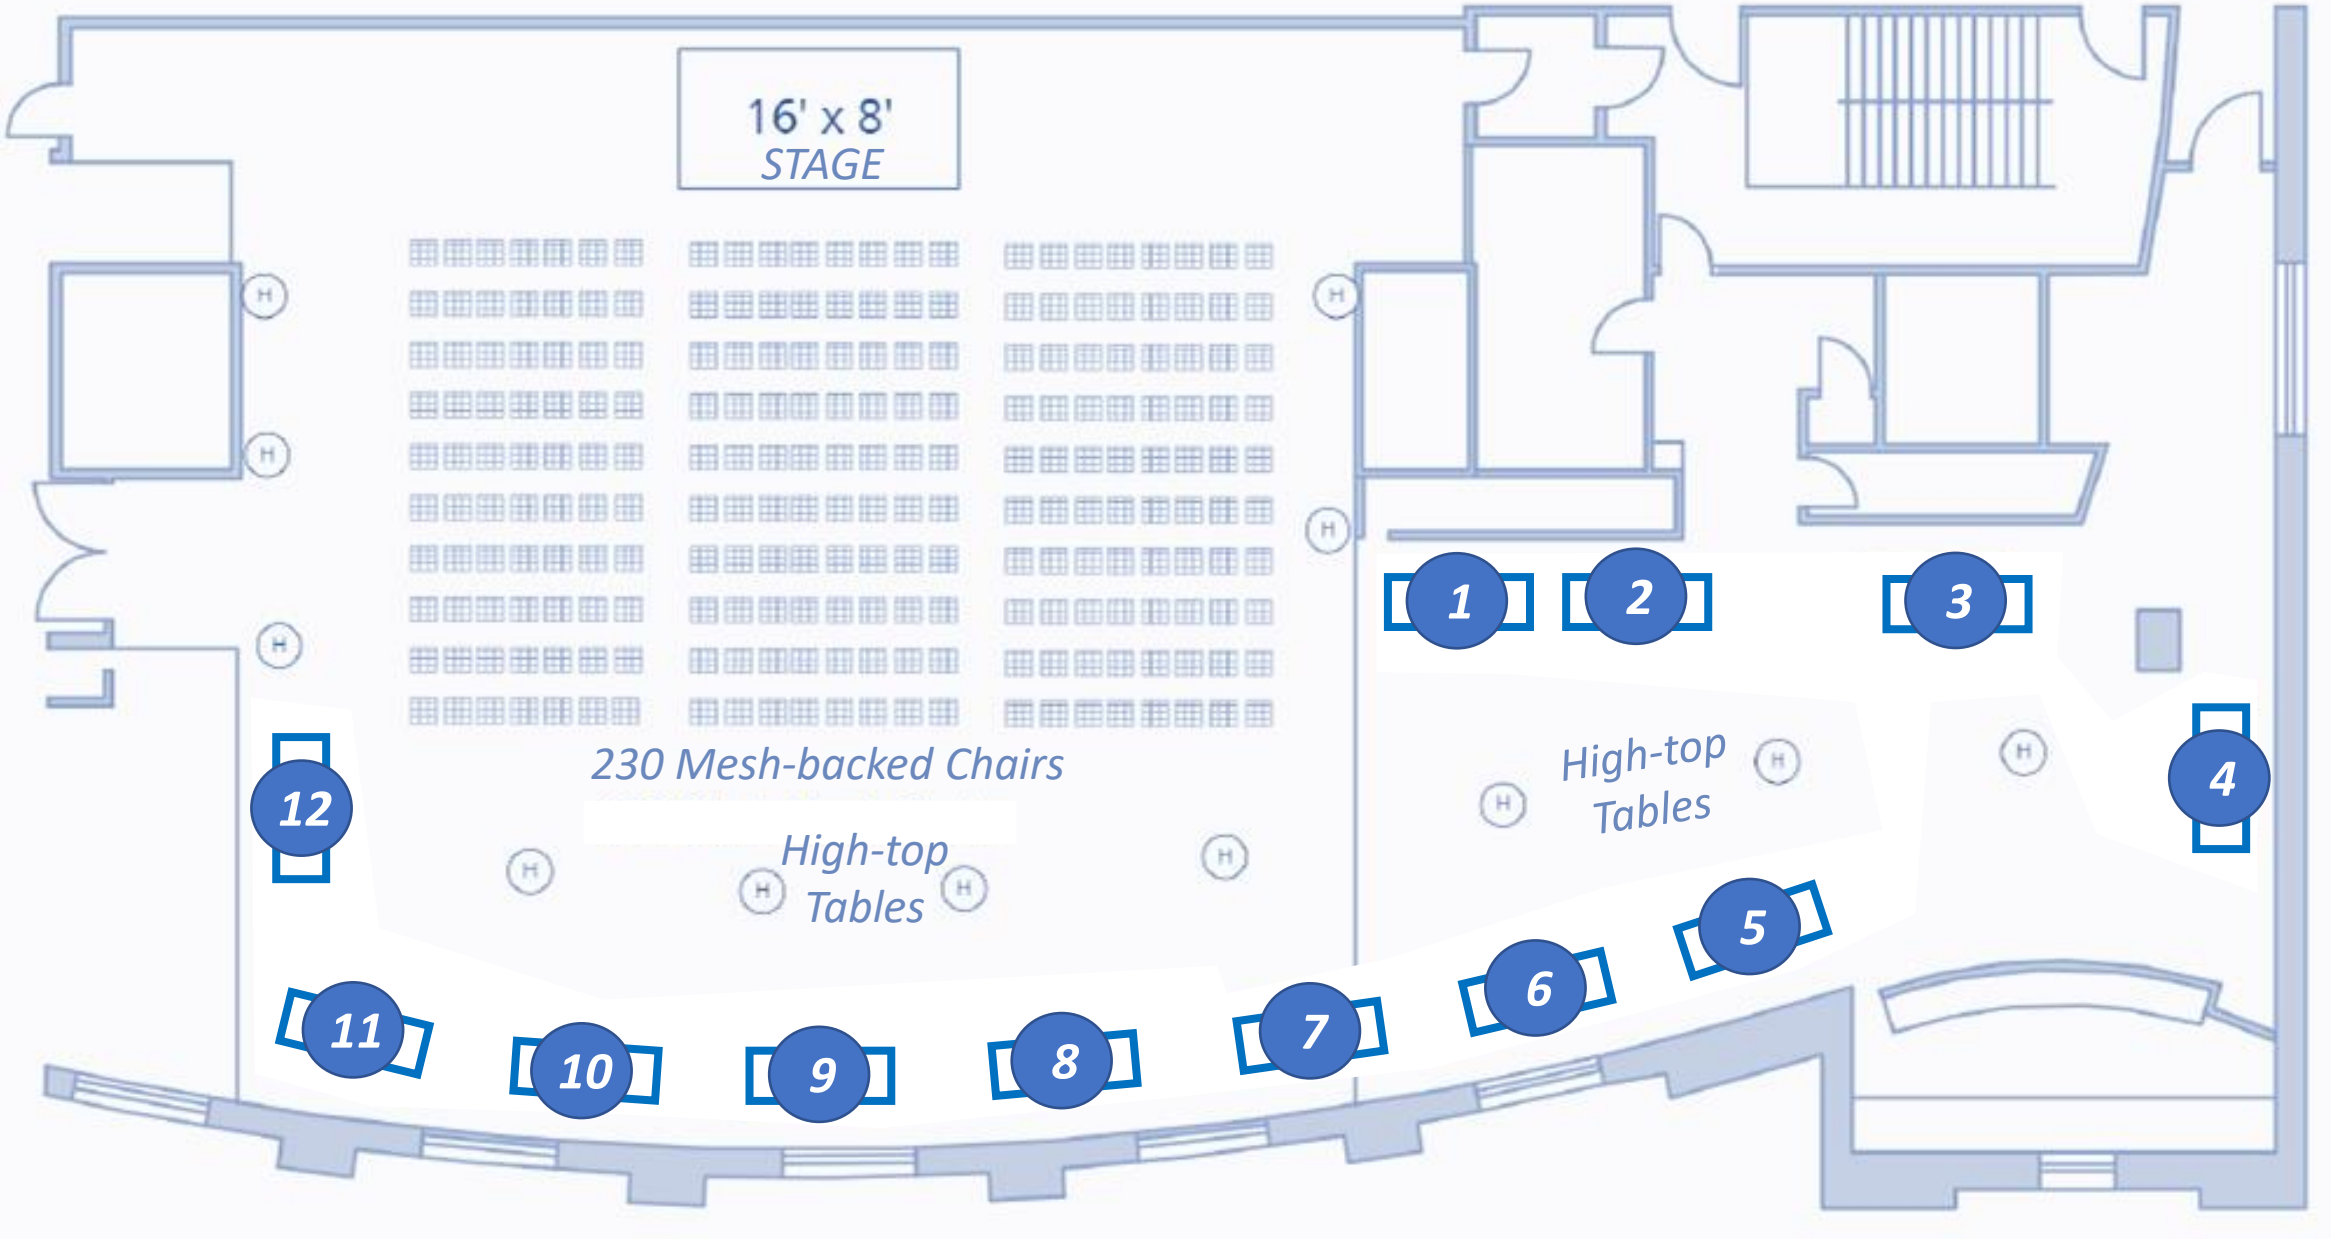 16' x 8'
STAGE
H
H
H
H
H
1
2
3
230 Mesh-backed Chairs
High-top
Tables
H
H
H
4
12
High-top
Tables
H
H
H
H
5
6
7
8
9
10
11